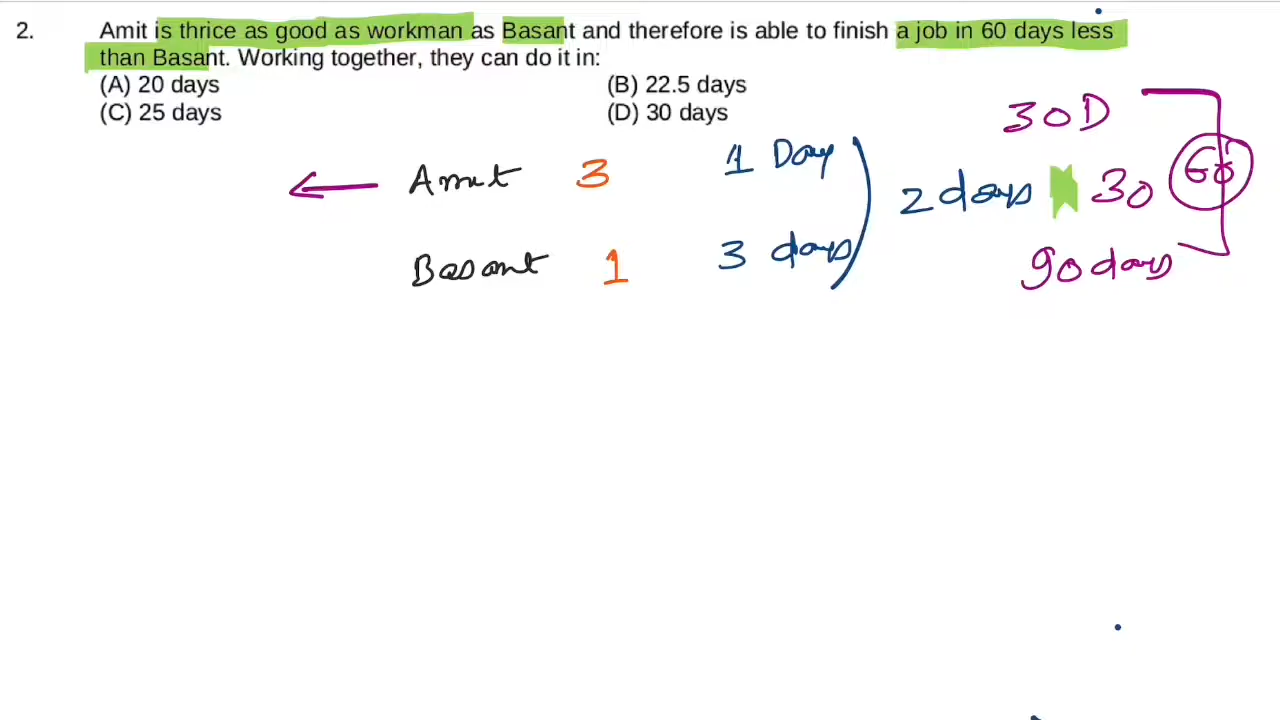 2. Amit is thrice as good as workman as Basant and therefore is able to finish a job in 60 days less
than Basant. Working together, they can do it in:
(A) 20 days (B) 22.5 days
(C) 25 days (D) 30 days
30D
Amit 3 1 Day 2 days 30 60
Basant 1 3 days 90 days